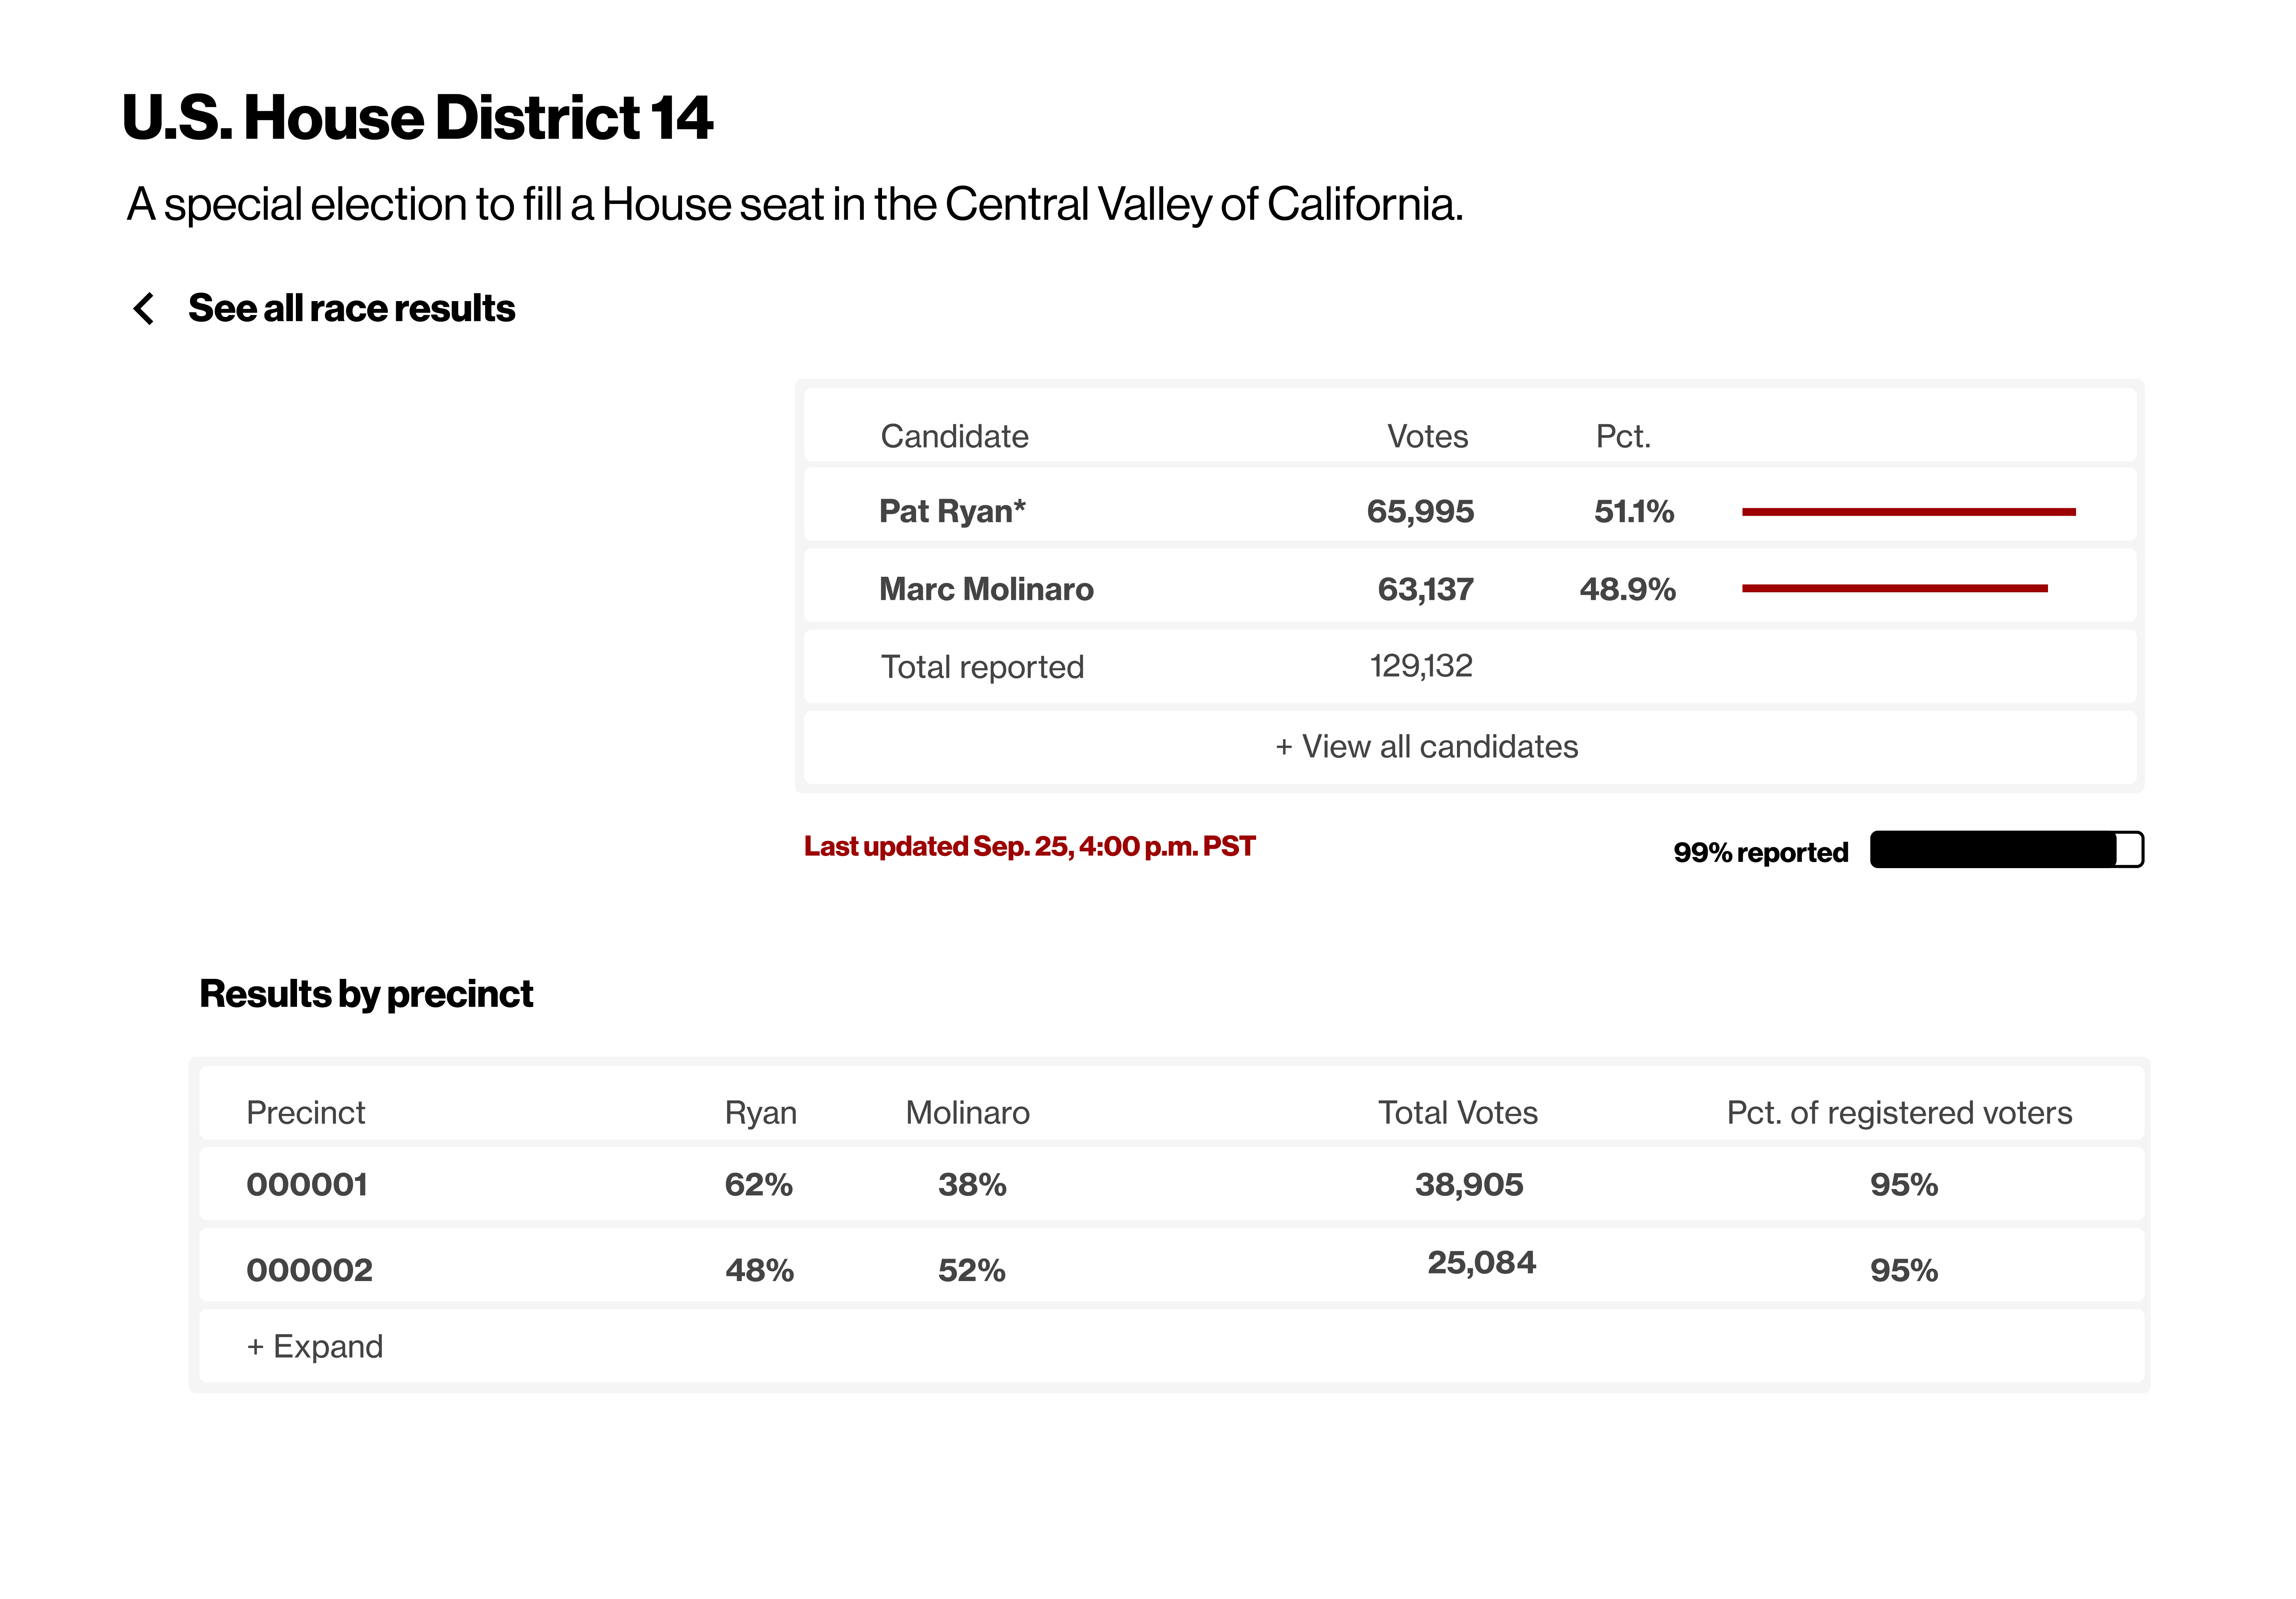 U.S. House District 14
A special election to fill a House seat in the Central Valley of California.
See all race results
Candidate Votes Pct.
Pat Ryan* 65,995 51.1%
Marc Molinaro 63,137 48.9%
Total reported 129,132
+ View all candidates
Last updated Sep. 25, 4:00 p.m. PST
99% reported
Results by precinct
Precinct Ryan Molinaro Total Votes Pct. of registered voters
000001 62% 38% 38,905 95%
000002 48% 52% 25,084 95%
+ Expand